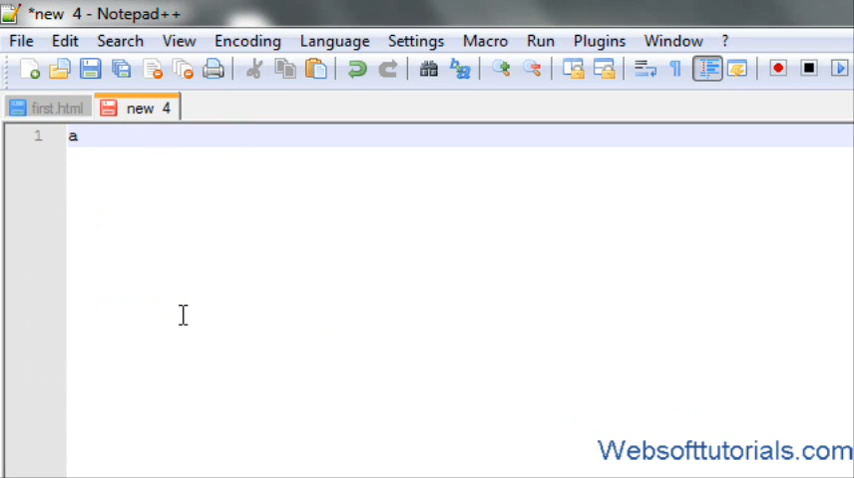 *new 4 - Notepad++
File Edit Search View Encoding Language Settings Macro Run Plugins Window ?
first.html new 4
1 a
Websofttutorials.com